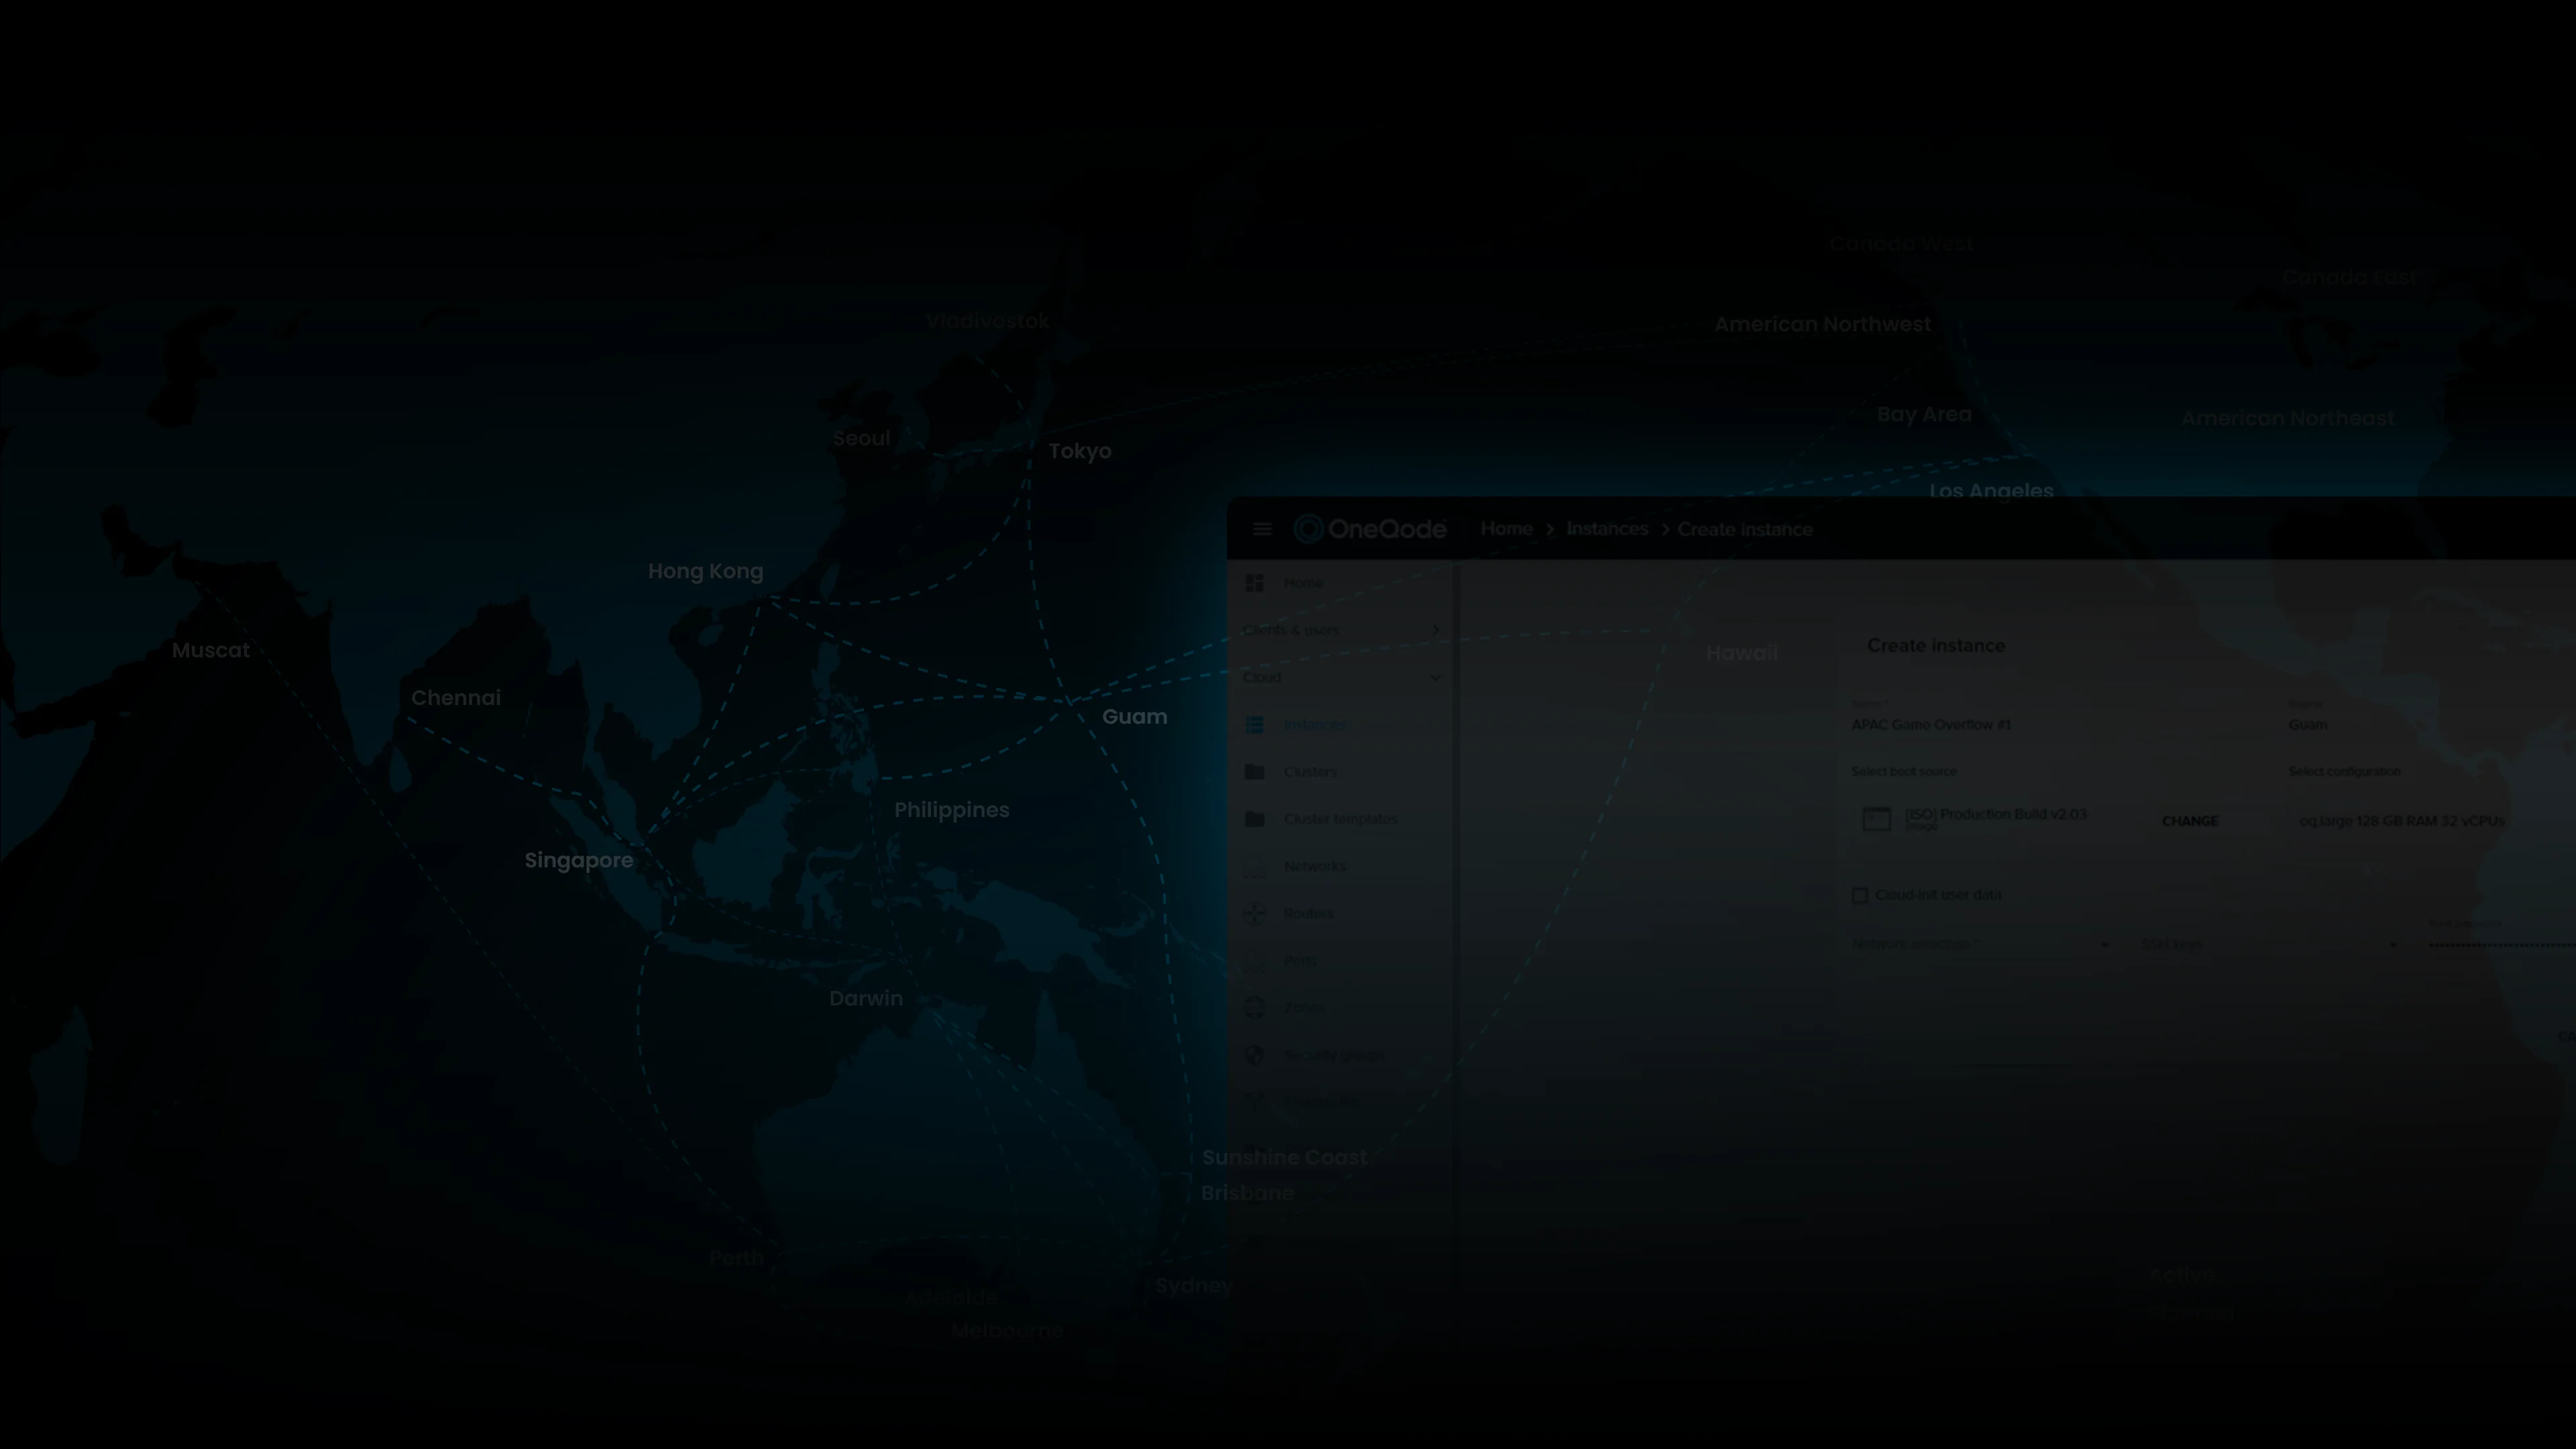 Canada West
Canada East
Vladivostok
American Northwest
Bay Area
American Northeast
Seoul
Tokyo
Los Angeles
OneQode Home > Instances > Create instance
Hong Kong
Home
Clients & users
Muscat
Hawaii
Create instance
Cloud
Chennai
Guam
Instances
APAC Game Overflow #1
Guam
Clusters
Select boot source
Select configuration
Philippines
Cluster templates
[ISO] Production Build v2.03
Image
CHANGE
oq.large 128 GB RAM 32 vCPUs
Singapore
Networks
Cloud-init user data
Routers
Network selection *
SSH keys
Ports
Darwin
Zones
Security groups
Sunshine Coast
Brisbane
Perth
Sydney
Adelaide
Melbourne
Active